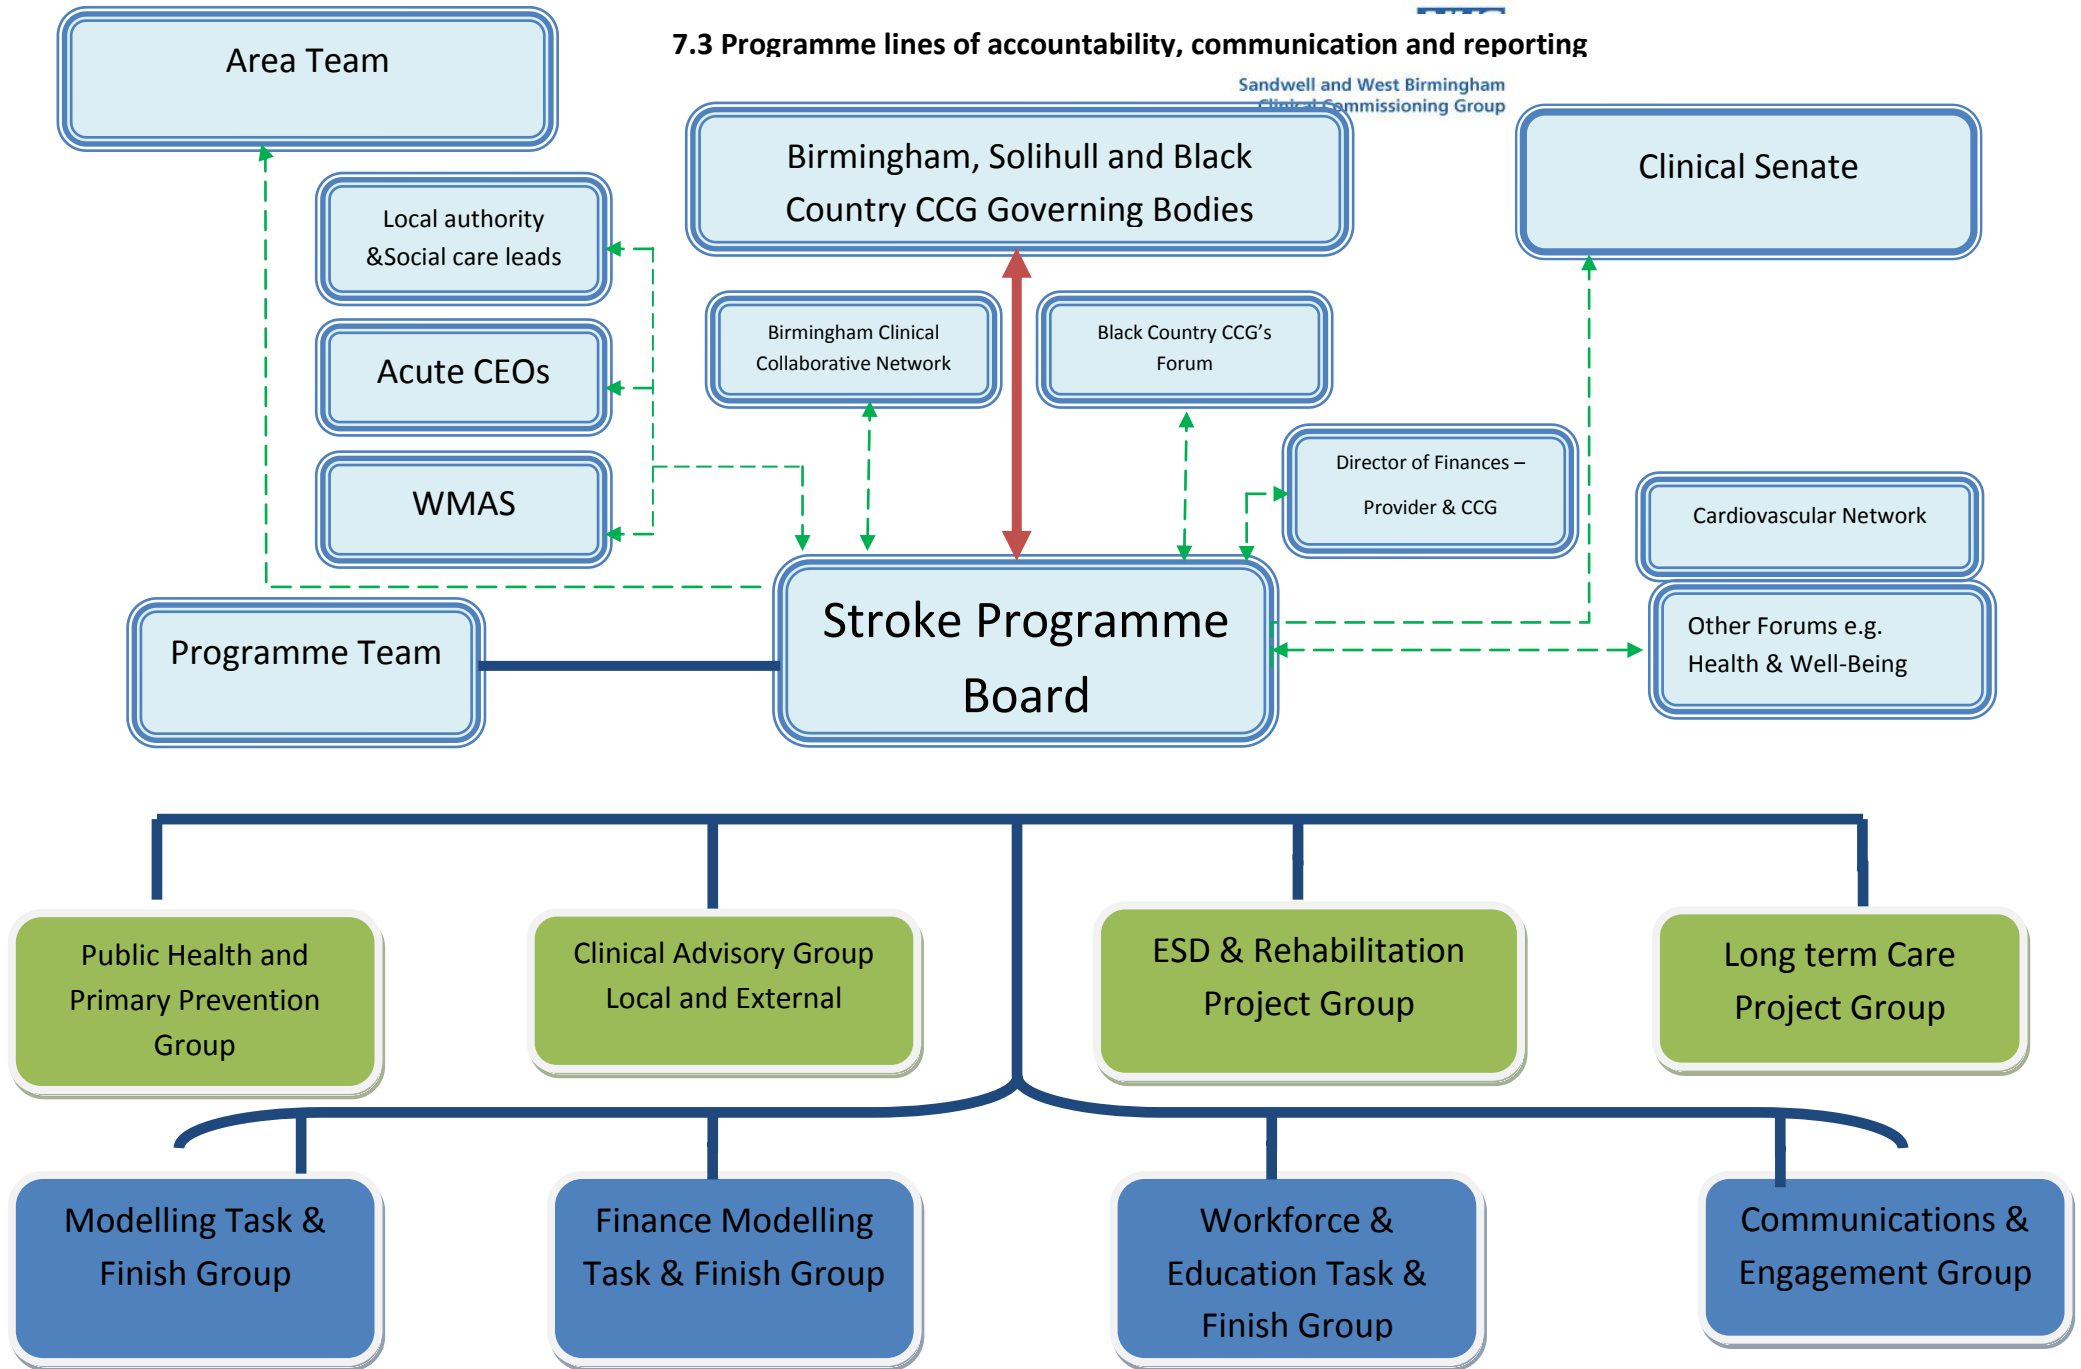 7.3 Programme lines of accountability, communication and reporting
Sandwell and West Birmingham
Clinical Commissioning Group
Area Team
Birmingham, Solihull and Black
Country CCG Governing Bodies
Clinical Senate
Local authority
&Social care leads
Acute CEOs
WMAS
Birmingham Clinical
Collaborative Network
Black Country CCG's
Forum
Director of Finances –
Provider & CCG
Cardiovascular Network
Other Forums e.g.
Health & Well-Being
Programme Team
Stroke Programme
Board
Public Health and
Primary Prevention
Group
Clinical Advisory Group
Local and External
ESD & Rehabilitation
Project Group
Long term Care
Project Group
Modelling Task &
Finish Group
Finance Modelling
Task & Finish Group
Workforce &
Education Task &
Finish Group
Communications &
Engagement Group